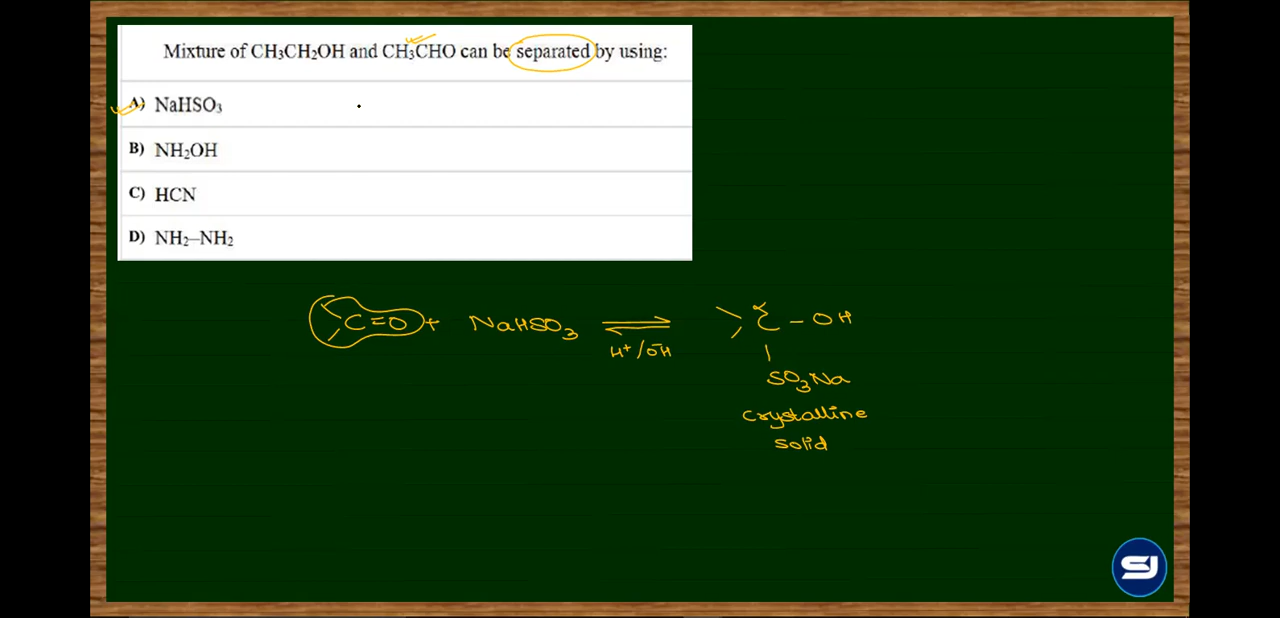 Mixture of CH₃CH₂OH and CH₃CHO can be separated by using:
A) NaHSO₃
B) NH₂OH
C) HCN
D) NH₂–NH₂
C=O + NaHSO₃ ⇌ C – OH
H⁺/OH⁻
SO₃Na
crystalline
solid
SJ